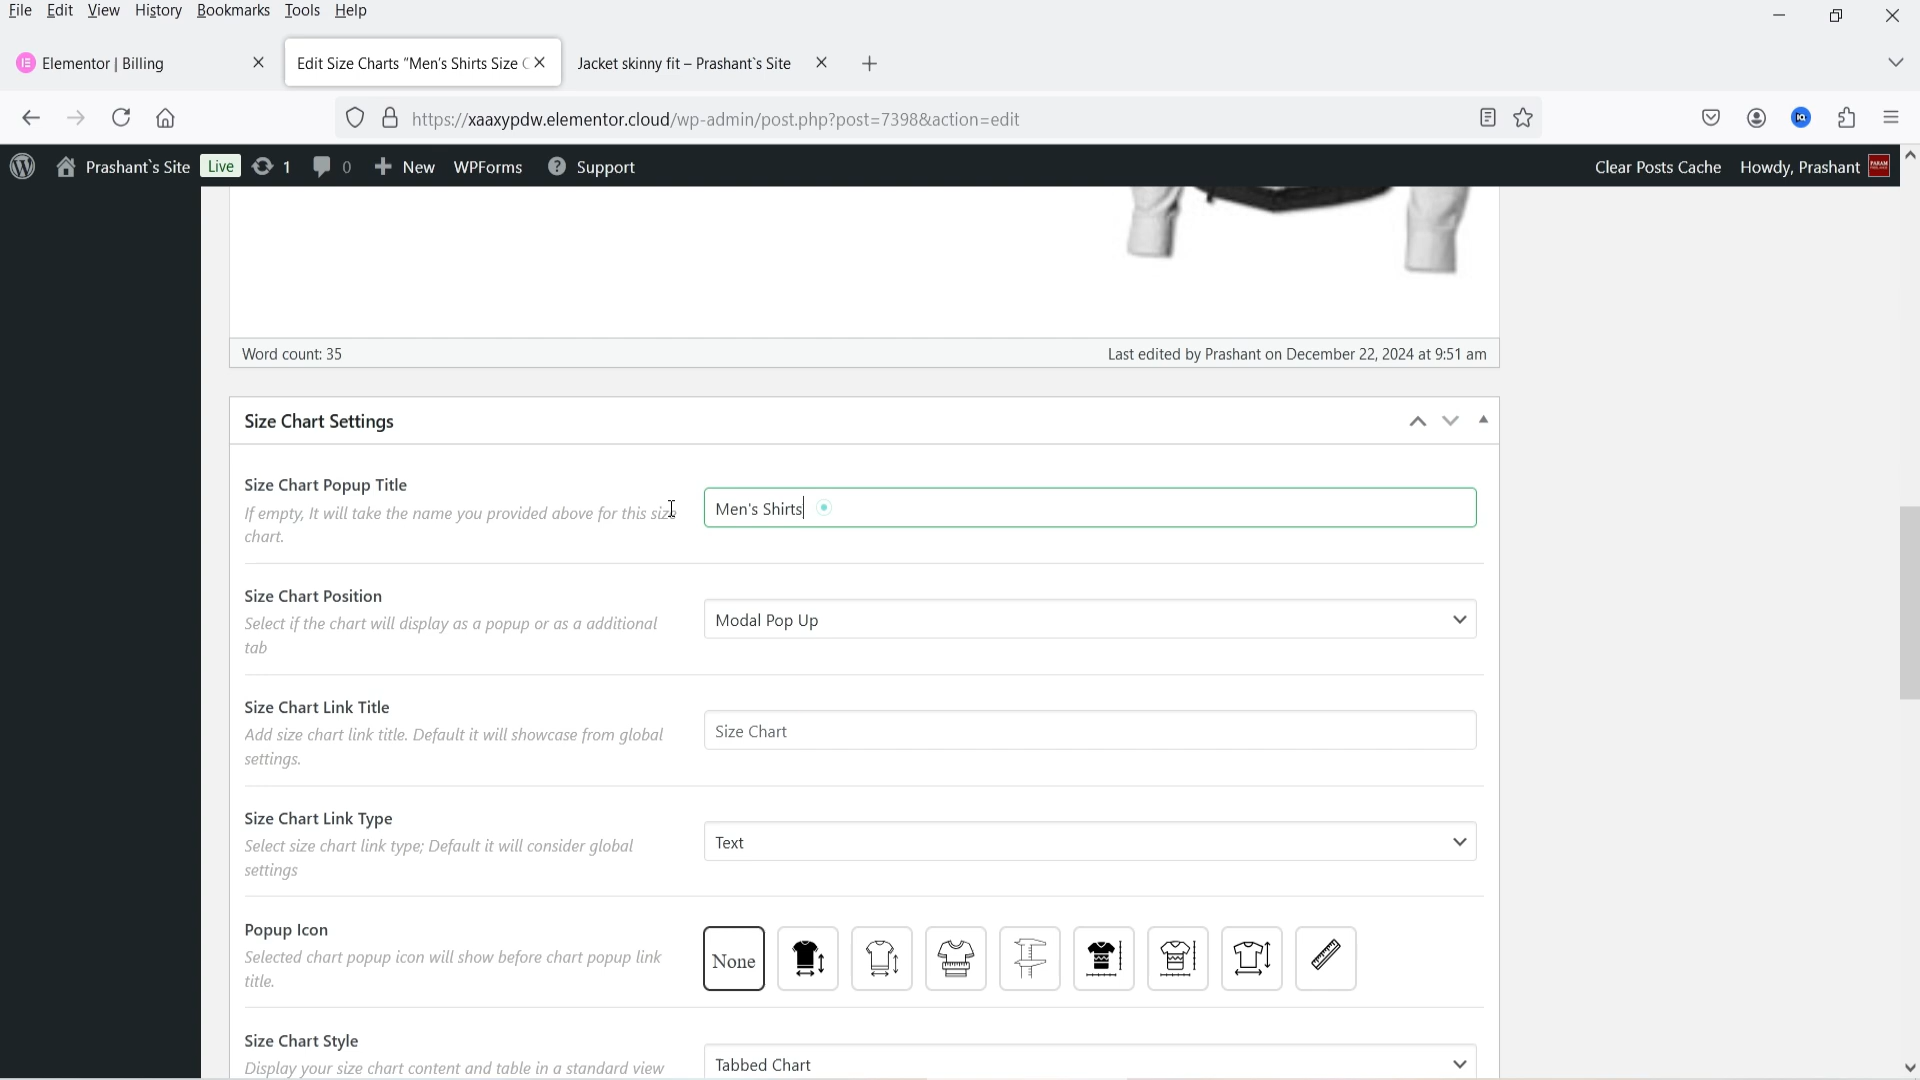 File Edit View History Bookmarks Tools Help
Elementor | Billing
Edit Size Charts "Men's Shirts Size C
Jacket skinny fit – Prashant`s Site
https://xaaxypdw.elementor.cloud/wp-admin/post.php?post=7398&action=edit
Prashant`s Site Live 1 0 New WPForms Support Clear Posts Cache Howdy, Prashant
Word count: 35 Last edited by Prashant on December 22, 2024 at 9:51 am
Size Chart Settings
Size Chart Popup Title
If empty, It will take the name you provided above for this size
chart.
Men's Shirts
Size Chart Position
Select if the chart will display as a popup or as a additional
tab
Modal Pop Up
Size Chart Link Title
Add size chart link title. Default it will showcase from global
settings.
Size Chart
Size Chart Link Type
Select size chart link type; Default it will consider global
settings
Text
Popup Icon
Selected chart popup icon will show before chart popup link
title.
None
Size Chart Style
Display your size chart content and table in a standard view
Tabbed Chart